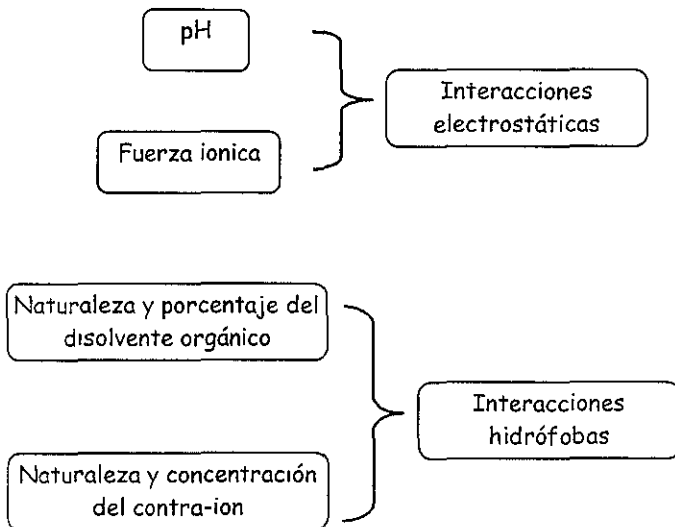 pH
Fuerza ionica
Interacciones
electrostáticas
Naturaleza y porcentaje del
disolvente orgánico
Naturaleza y concentración
del contra-ion
Interacciones
hidrófobas